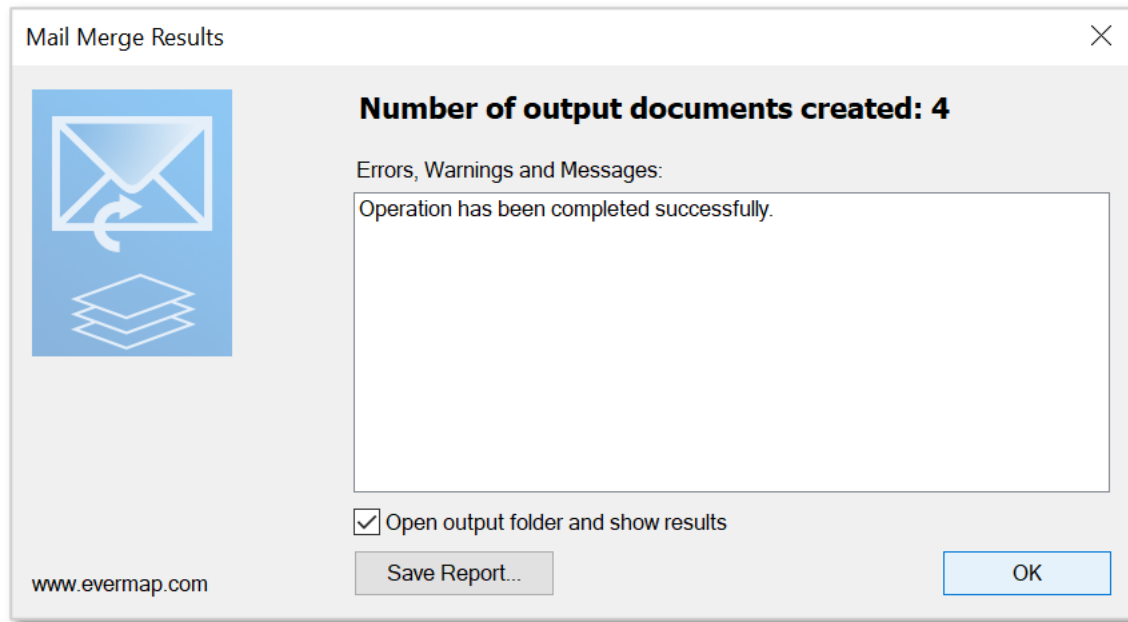 Mail Merge Results
Number of output documents created: 4
Errors, Warnings and Messages:
Operation has been completed successfully.
Open output folder and show results
Save Report...
OK
www.evermap.com